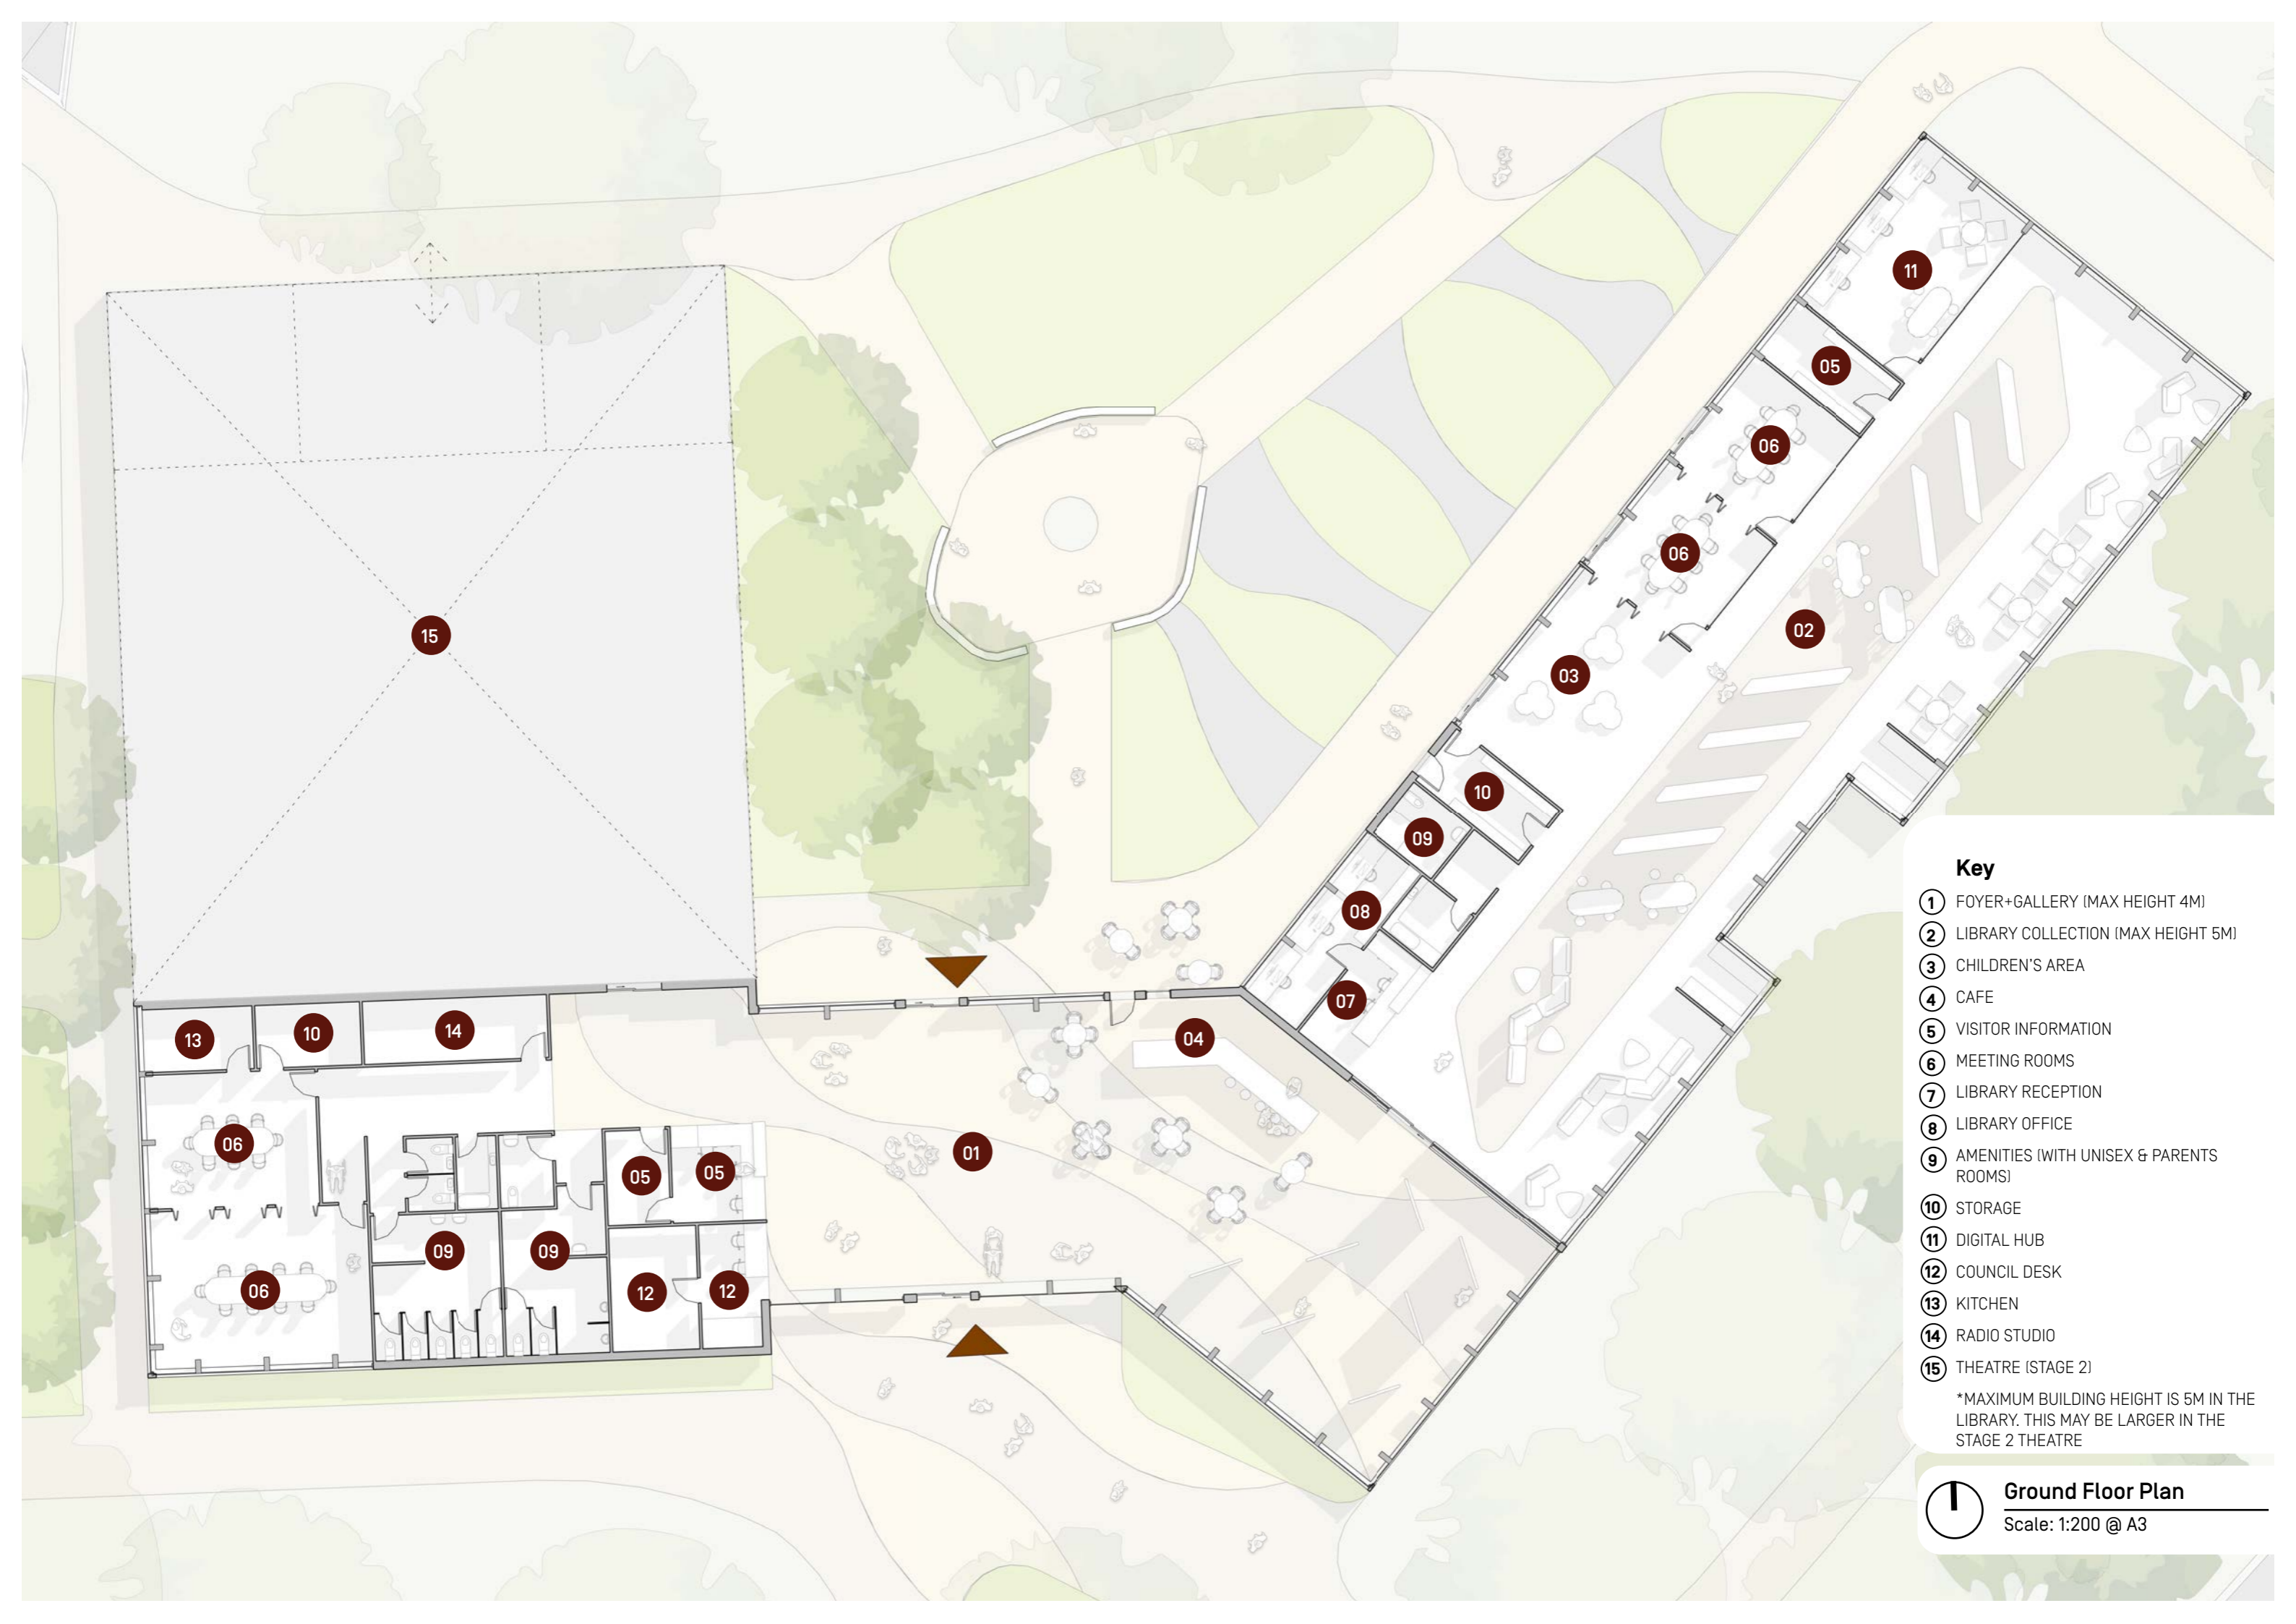 11
05
06
06
15
02
03
10
09
08
07
13
10
14
04
06
05
05
01
09
09
06
12
12
Key
1 FOYER+GALLERY (MAX HEIGHT 4M)
2 LIBRARY COLLECTION (MAX HEIGHT 5M)
3 CHILDREN'S AREA
4 CAFE
5 VISITOR INFORMATION
6 MEETING ROOMS
7 LIBRARY RECEPTION
8 LIBRARY OFFICE
9 AMENITIES (WITH UNISEX & PARENTS
ROOMS)
10 STORAGE
11 DIGITAL HUB
12 COUNCIL DESK
13 KITCHEN
14 RADIO STUDIO
15 THEATRE (STAGE 2)
*MAXIMUM BUILDING HEIGHT IS 5M IN THE
LIBRARY. THIS MAY BE LARGER IN THE
STAGE 2 THEATRE
Ground Floor Plan
Scale: 1:200 @ A3